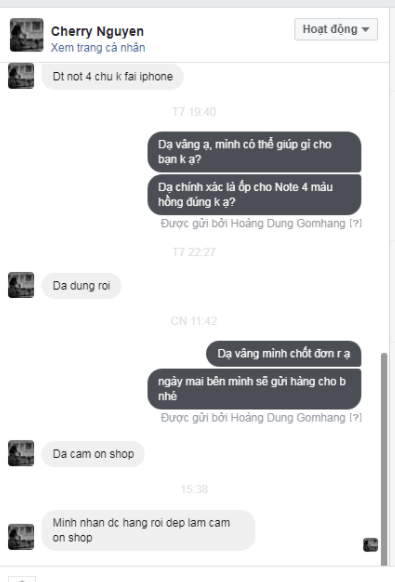 Cherry Nguyen
Hoạt động
Xem trang cá nhân
Dt not 4 chu k fai iphone
T7 19:40
Dạ vâng ạ, mình có thể giúp gì cho
bạn k ạ?
Dạ chính xác là ốp cho Note 4 màu
hồng đúng k ạ?
Được gửi bởi Hoàng Dung Gomhang [?]
T7 22:27
Da dung roi
CN 11:42
Dạ vâng mình chốt đơn r ạ
ngày mai bên mình sẽ gửi hàng cho b
nhé
Được gửi bởi Hoàng Dung Gomhang [?]
Da cam on shop
15:38
Minh nhan dc hang roi dep lam cam
on shop